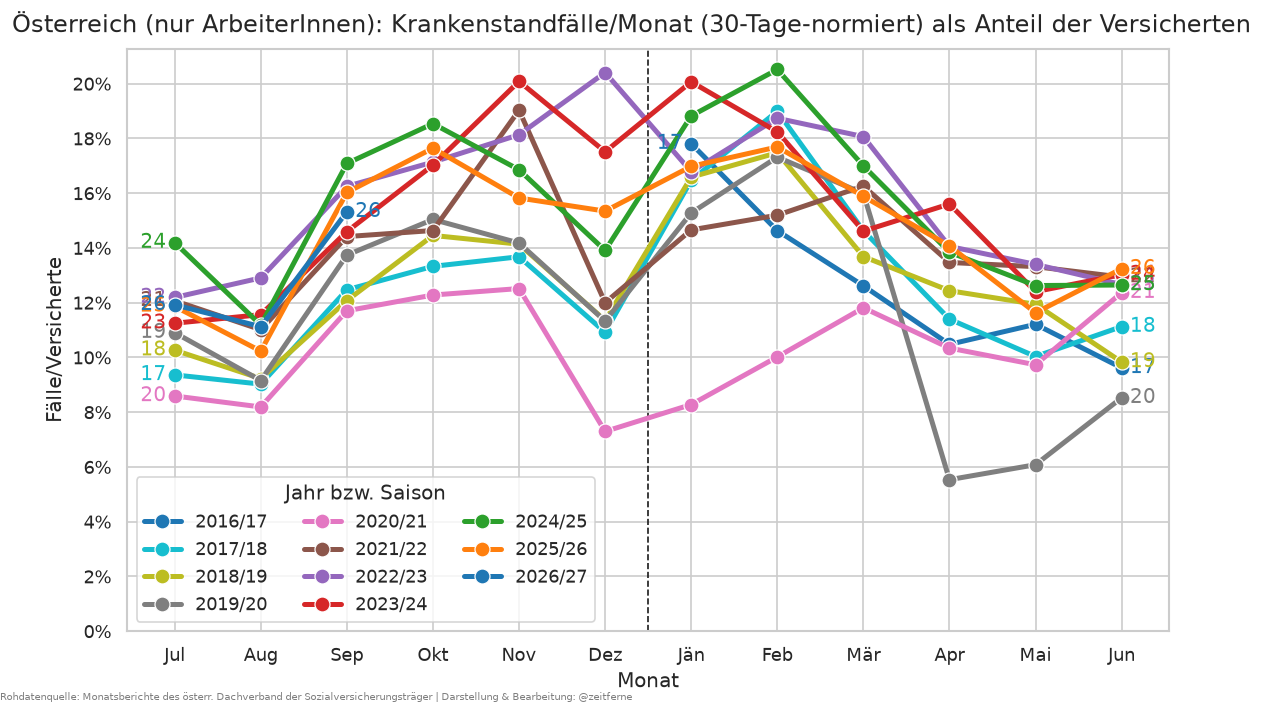 Österreich (nur ArbeiterInnen): Krankenstandfälle/Monat (30-Tage-normiert) als Anteil der Versicherten
Fälle/Versicherte
20%
18%
16%
14%
12%
10%
8%
6%
4%
2%
0%
24
23
19
18
17
20
17
26
26
21
18
19
17
20
Jahr bzw. Saison
2016/17 2020/21 2024/25
2017/18 2021/22 2025/26
2018/19 2022/23 2026/27
2019/20 2023/24
Jul Aug Sep Okt Nov Dez Jän Feb Mär Apr Mai Jun
Monat
Rohdatenquelle: Monatsberichte des österr. Dachverband der Sozialversicherungsträger | Darstellung & Bearbeitung: @zeitferne